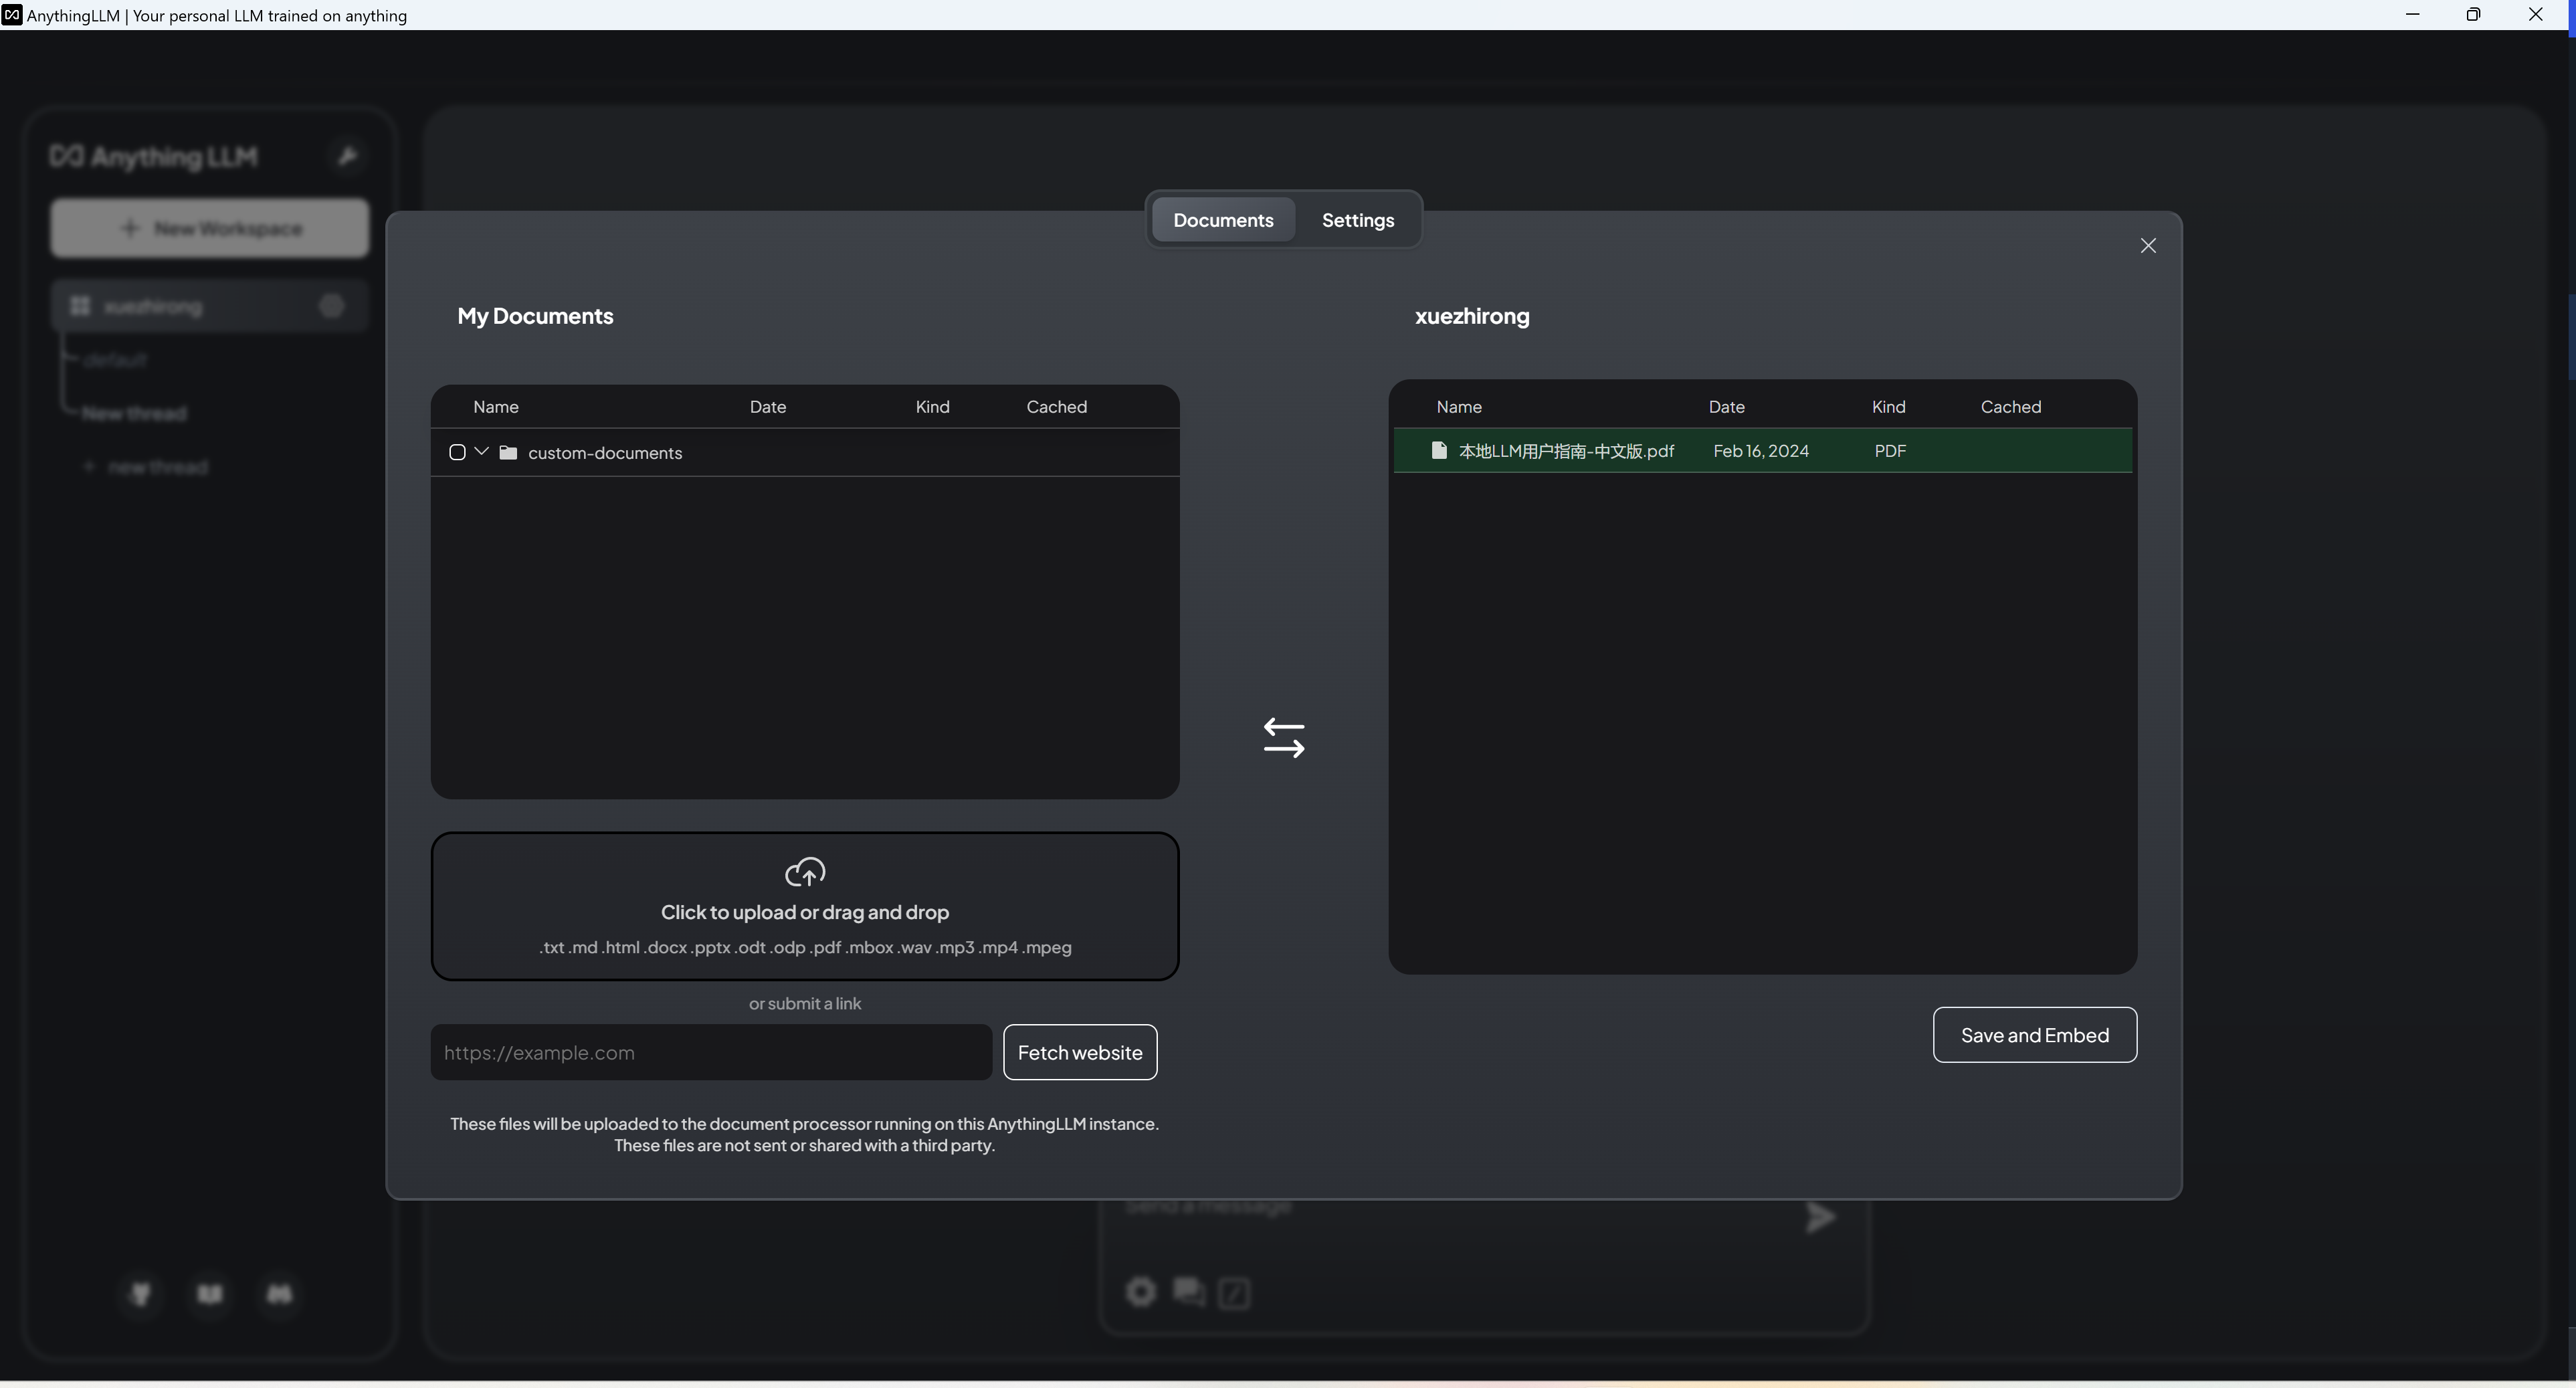 AnythingLLM | Your personal LLM trained on anything
Anything LLM
New Workspace
xuezhirong
default
New thread
+ new thread
Documents
Settings
My Documents
Name Date Kind Cached
custom-documents
Click to upload or drag and drop
.txt .md .html .docx .pptx .odt .odp .pdf .mbox .wav .mp3 .mp4 .mpeg
or submit a link
https://example.com
Fetch website
These files will be uploaded to the document processor running on this AnythingLLM instance.
These files are not sent or shared with a third party.
xuezhirong
Name Date Kind Cached
本地LLM用户指南-中文版.pdf Feb 16, 2024 PDF
Save and Embed
Send a message